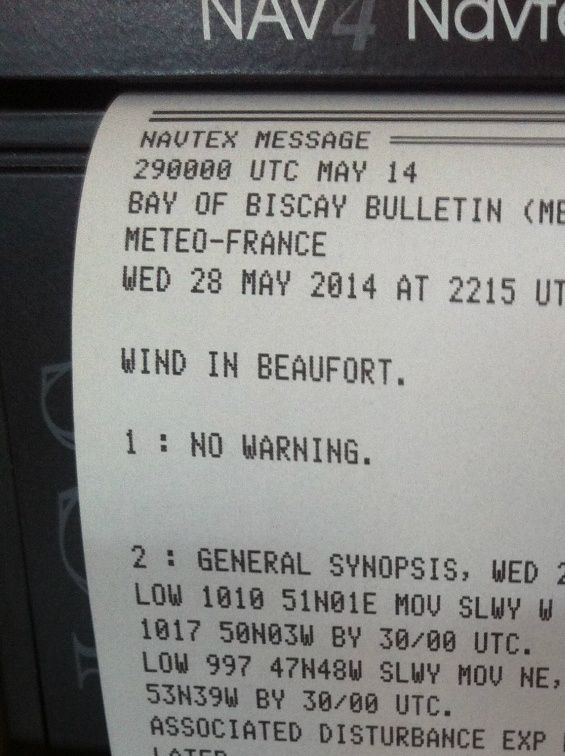 NAV4 Navte
NAVTEX MESSAGE
290000 UTC MAY 14
BAY OF BISCAY BULLETIN (ME
METEO-FRANCE
WED 28 MAY 2014 AT 2215 UT
WIND IN BEAUFORT.
1 : NO WARNING.
2 : GENERAL SYNOPSIS, WED 2
LOW 1010 51N01E MOV SLWY W
1017 50N03W BY 30/00 UTC.
LOW 997 47N48W SLWY MOV NE,
53N39W BY 30/00 UTC.
ASSOCIATED DISTURBANCE EXP
LATER